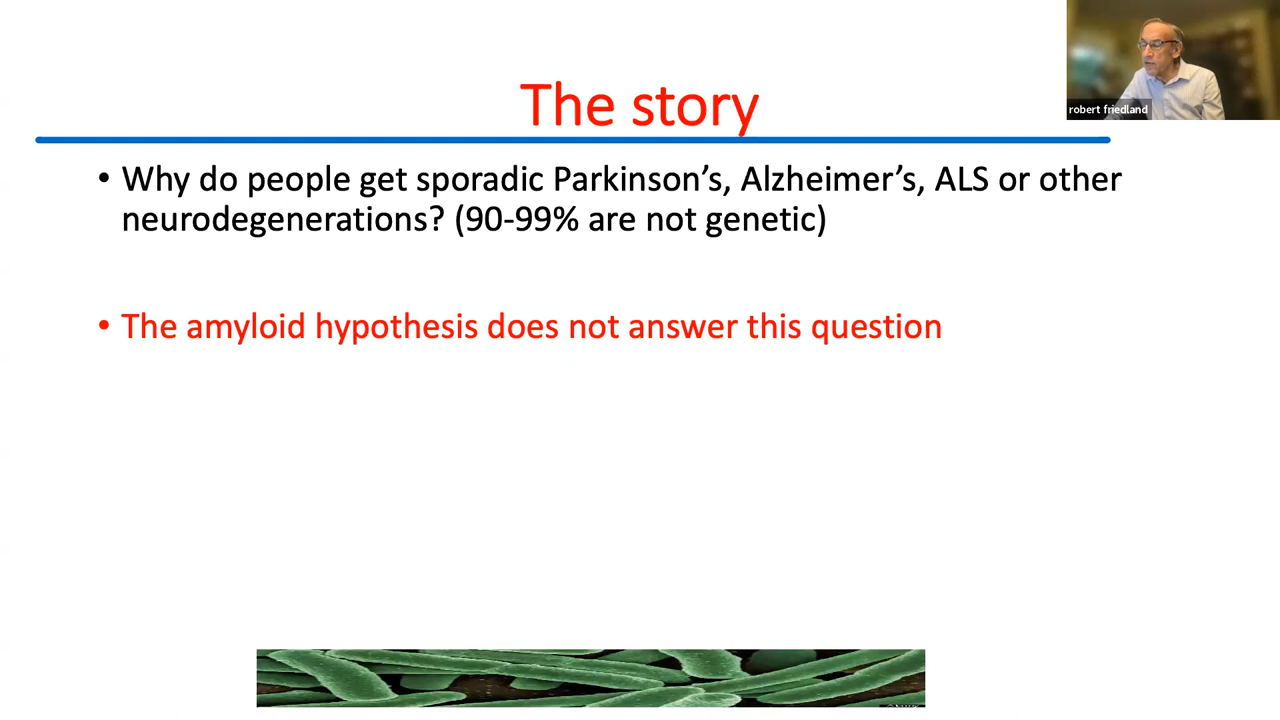 The story
robert friedland
• Why do people get sporadic Parkinson’s, Alzheimer’s, ALS or other
neurodegenerations? (90-99% are not genetic)
• The amyloid hypothesis does not answer this question